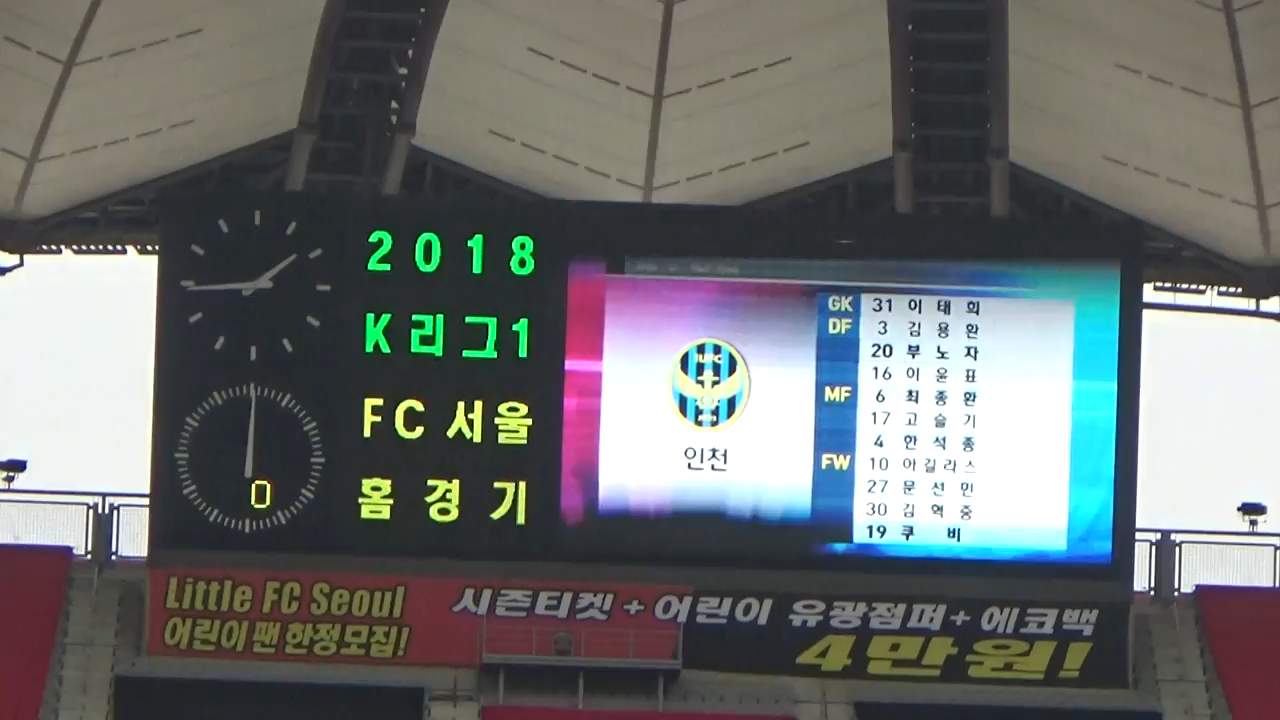 2018
K리그1
FC서울
홈경기
0
IUFC
인천
GK 31 이태희
DF 3 김용환
20 부노자
16 이윤표
MF 6 최종환
17 고슬기
4 한석종
FW 10 아길라스
27 문선민
30 김혁중
19 쿠비
Little FC Seoul
어린이 팬 한정모집!
시즌티켓 + 어린이 유광점퍼 + 에코백
4만원!